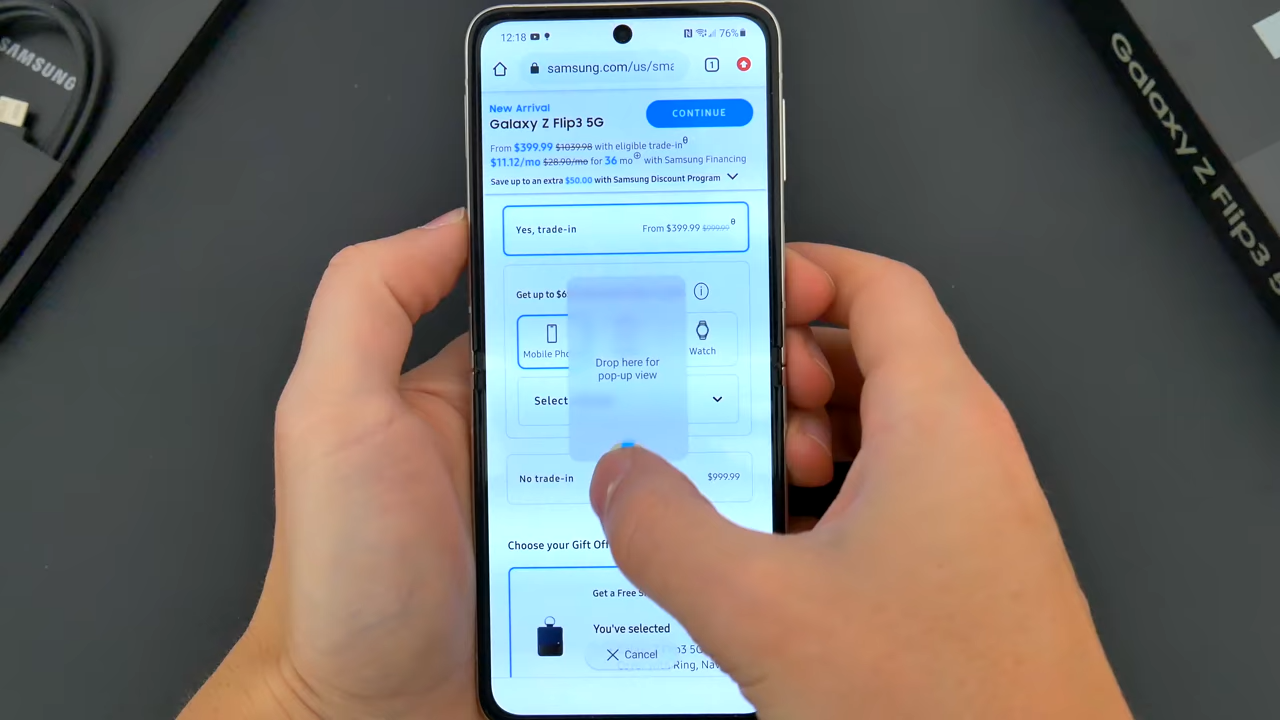 SAMSUNG
Galaxy Z Flip3 5
12:18
76%
samsung.com/us/sma
1
New Arrival
Galaxy Z Flip3 5G
CONTINUE
From $399.99 $1039.98 with eligible trade-in
$11.12/mo $28.90/mo for 36 mo with Samsung Financing
Save up to an extra $50.00 with Samsung Discount Program
Yes, trade-in
From $399.99 $999.99
Get up to $6
Mobile Pho
Watch
Drop here for
pop-up view
Select
No trade-in
$999.99
Choose your Gift Of
Get a Free S
You've selected
p3 5G
Ring, Nav
Cancel